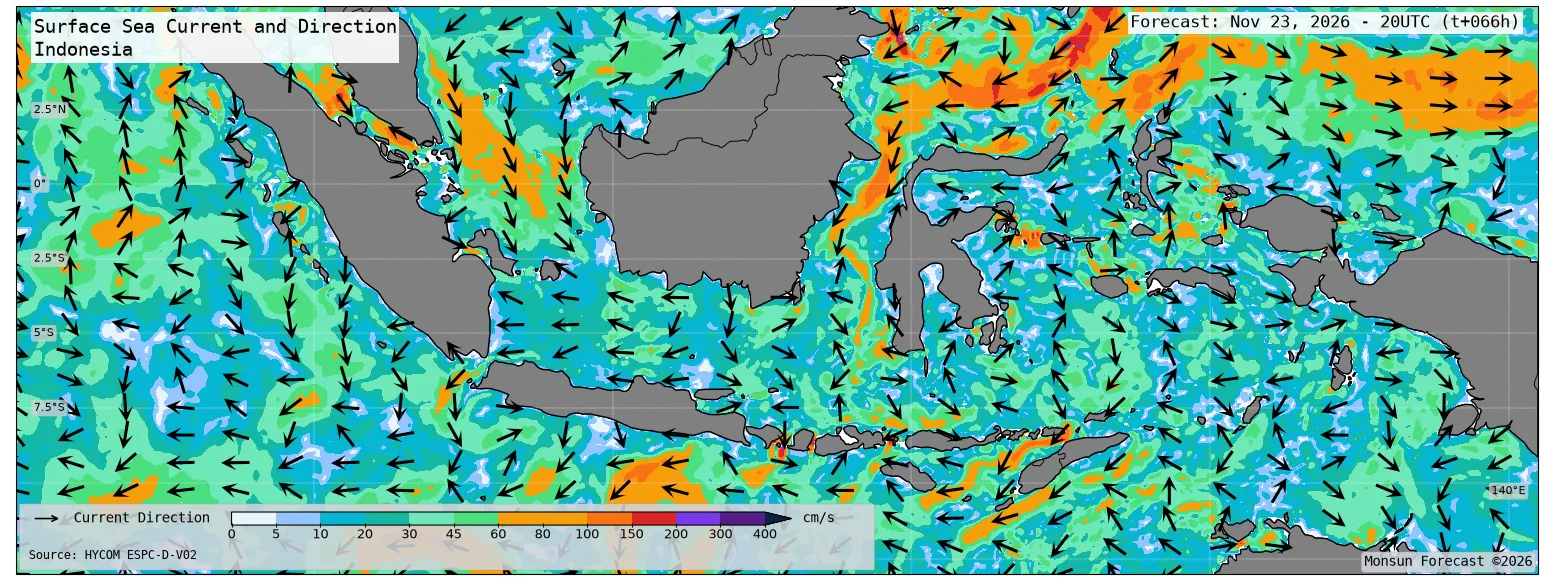 Surface Sea Current and Direction
Indonesia
Forecast: Nov 23, 2026 - 20UTC (t+066h)
2.5°N
0°
2.5°S
5°S
7.5°S
140°E
Current Direction
0 5 10 20 30 45 60 80 100 150 200 300 400 cm/s
Source: HYCOM ESPC-D-V02
Monsun Forecast ©2026